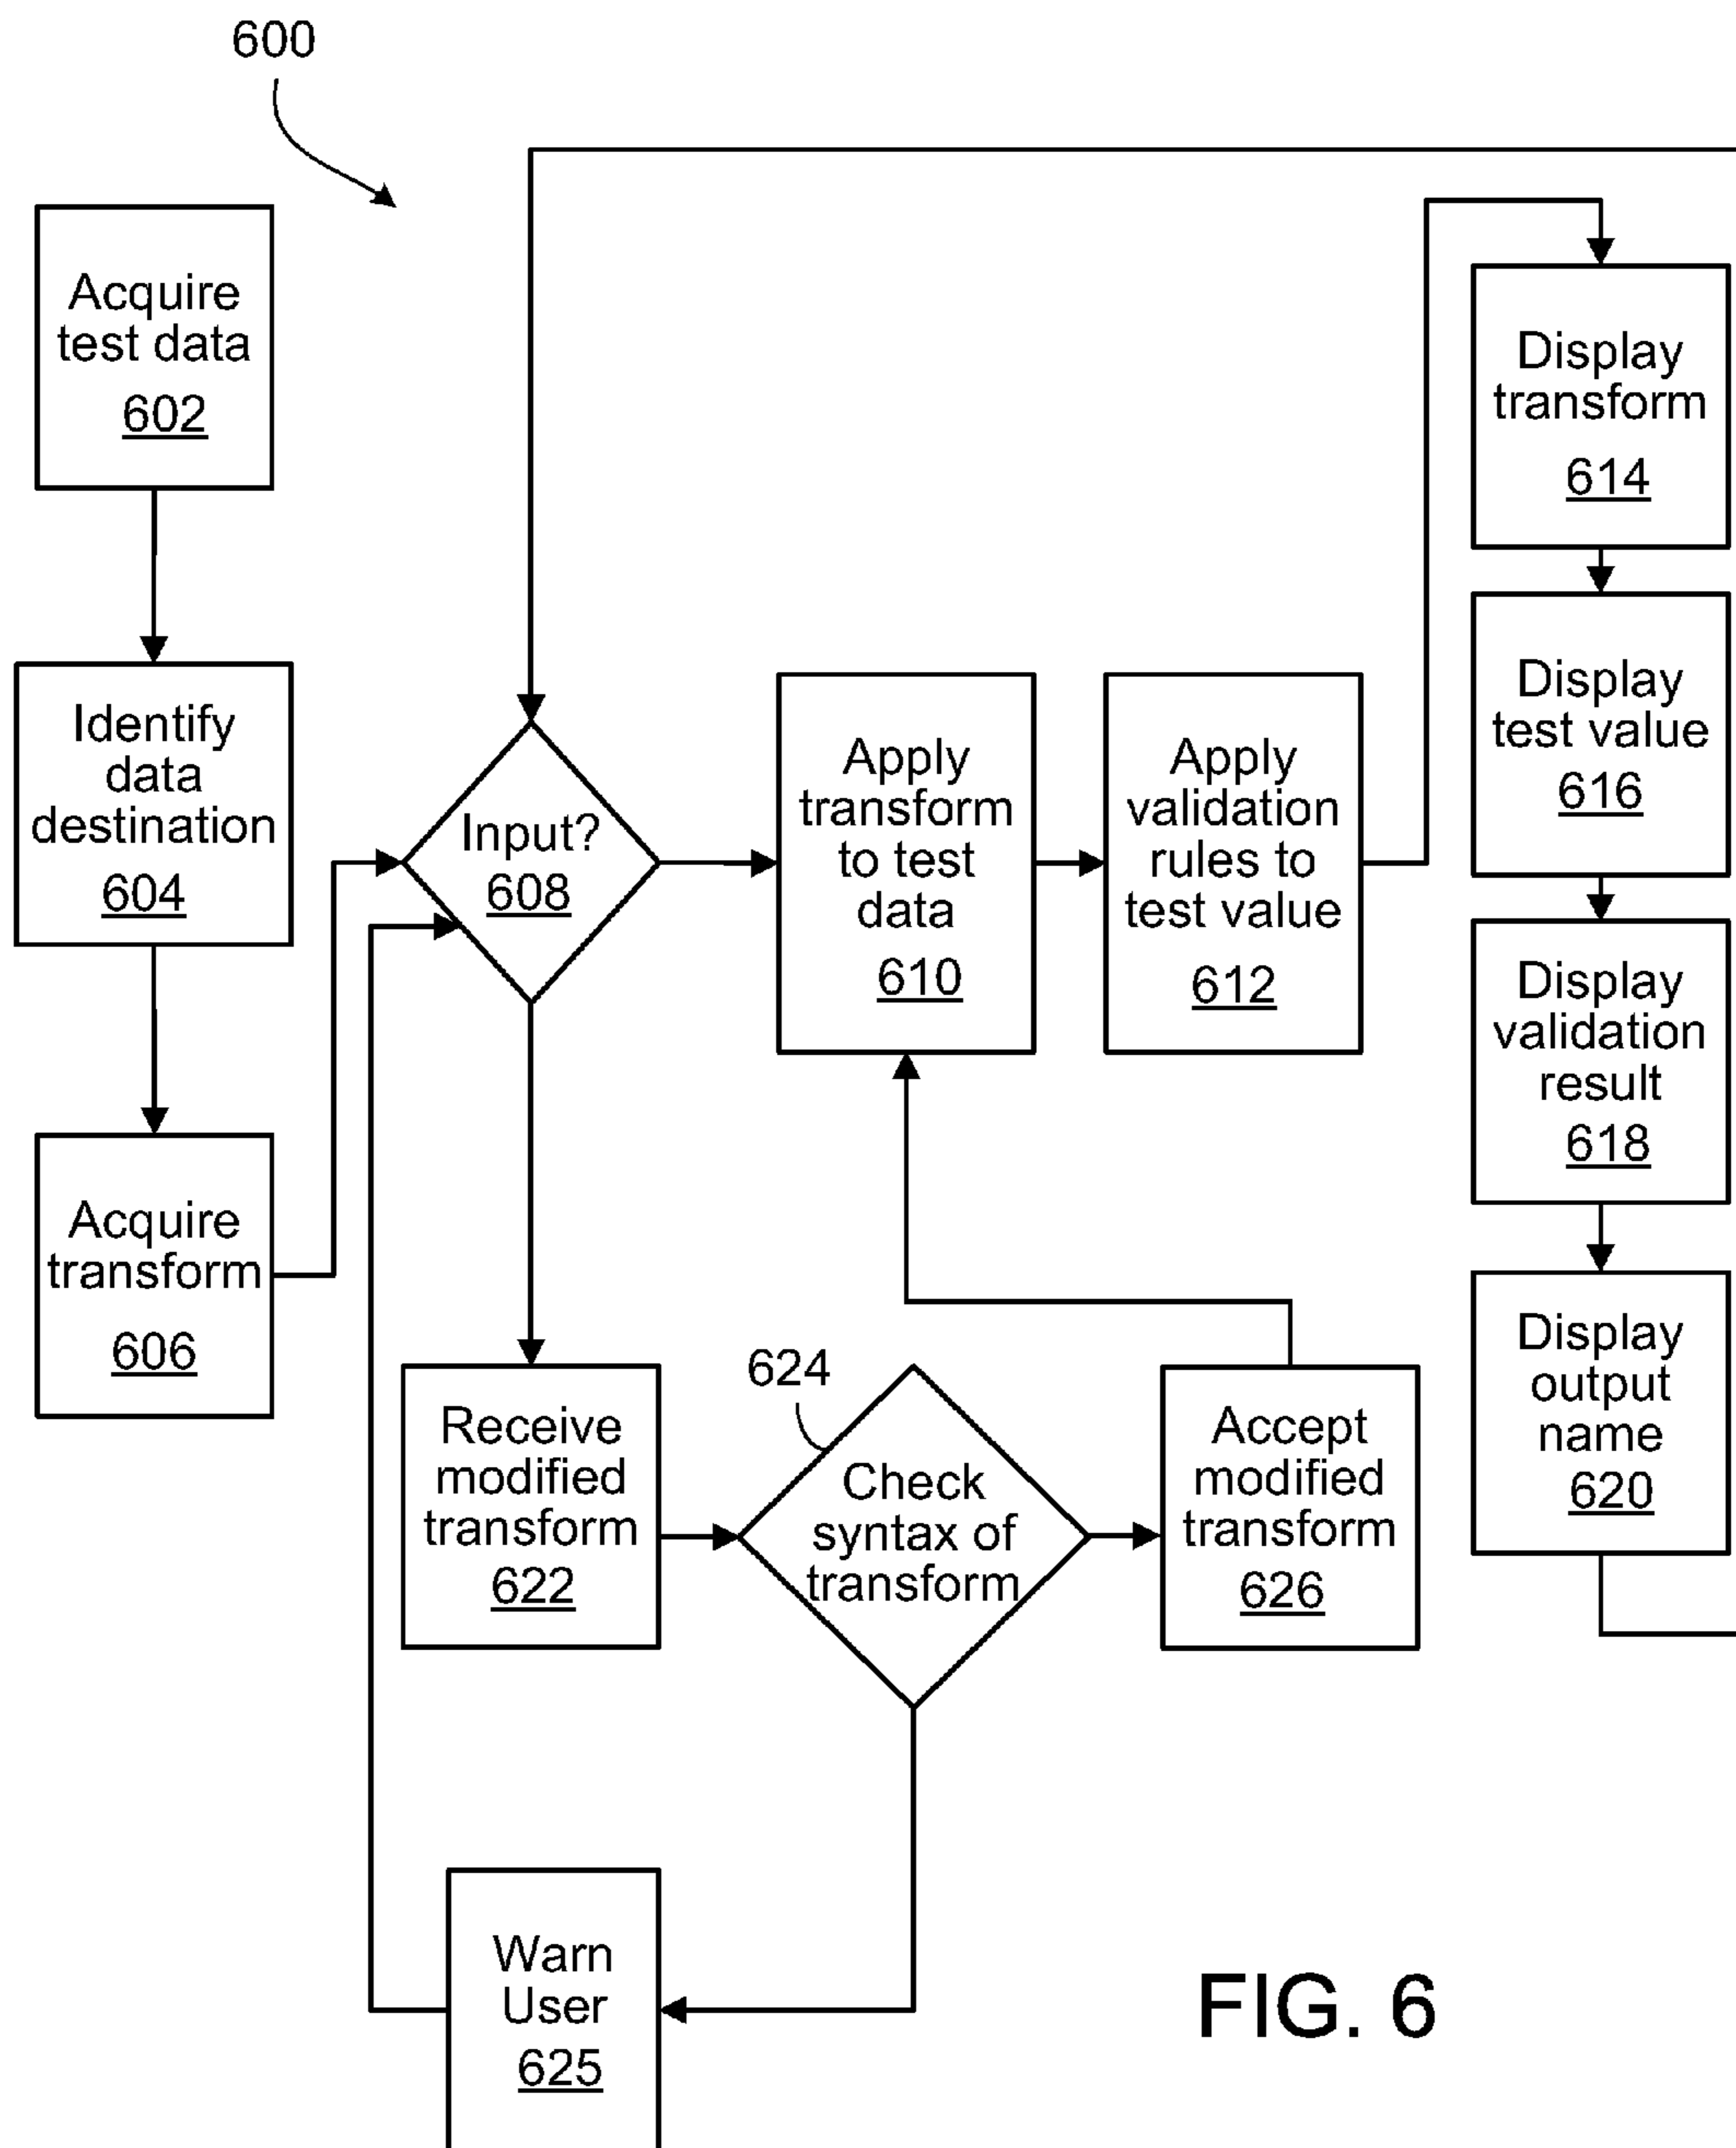 600
Acquire
test data
602
Identify
data
destination
604
Acquire
transform
606
Input?
608
Apply
transform
to test
data
610
Apply
validation
rules to
test value
612
Display
transform
614
Display
test value
616
Display
validation
result
618
Display
output
name
620
Receive
modified
transform
622
624
Check
syntax of
transform
Accept
modified
transform
626
Warn
User
625
FIG. 6